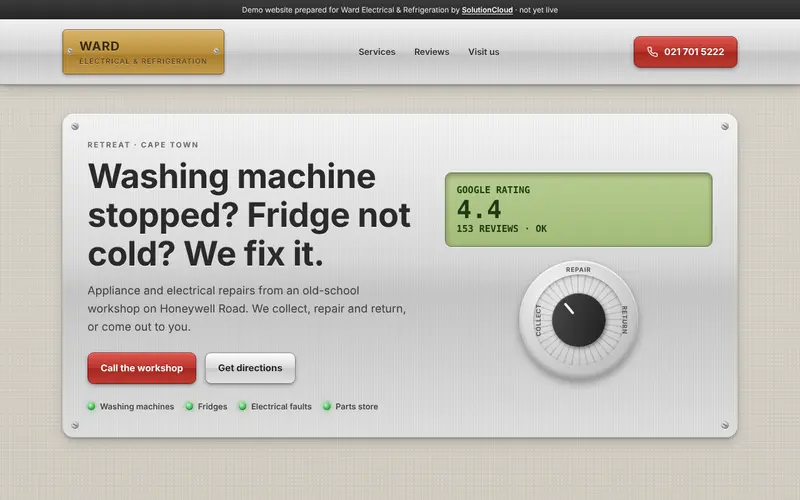 Demo website prepared for Ward Electrical & Refrigeration by SolutionCloud · not yet live
WARD
ELECTRICAL & REFRIGERATION
Services
Reviews
Visit us
021 701 5222
RETREAT · CAPE TOWN
Washing machine
stopped? Fridge not
cold? We fix it.
Appliance and electrical repairs from an old-school
workshop on Honeywell Road. We collect, repair and return,
or come out to you.
Call the workshop
Get directions
Washing machines
Fridges
Electrical faults
Parts store
GOOGLE RATING
4.4
153 REVIEWS · OK
REPAIR
COLLECT
RETURN